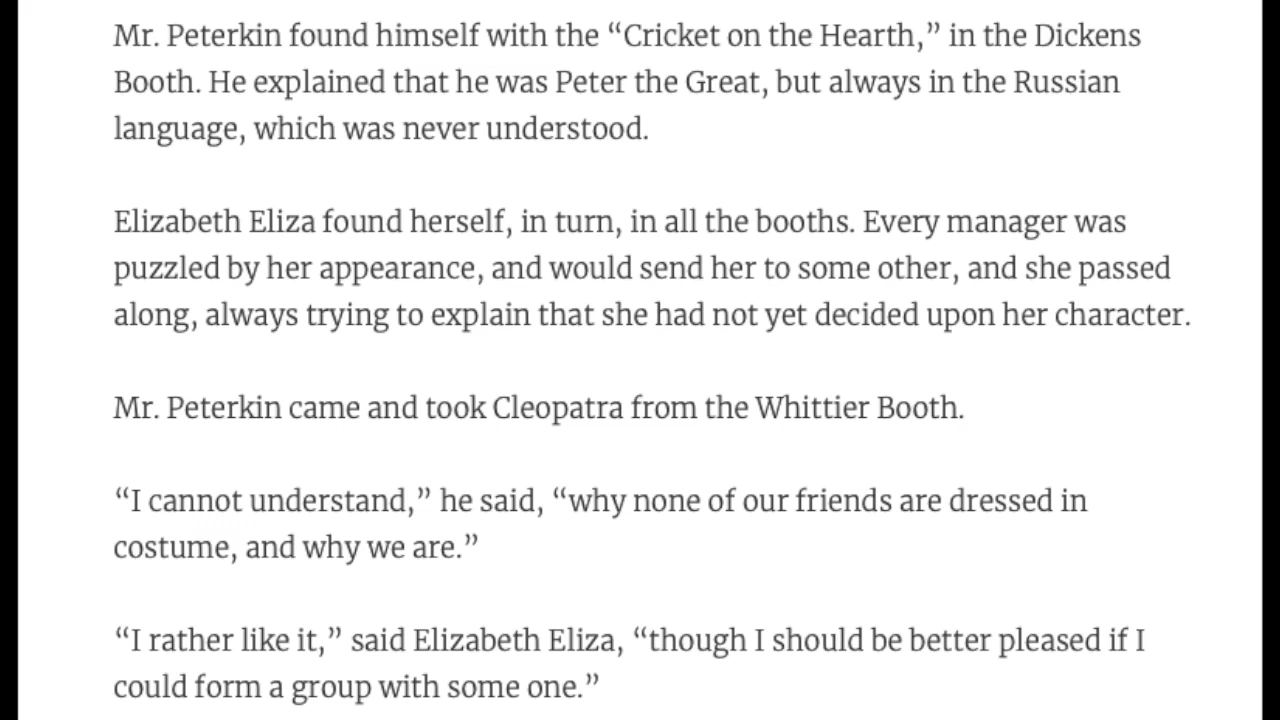 Mr. Peterkin found himself with the “Cricket on the Hearth,” in the Dickens
Booth. He explained that he was Peter the Great, but always in the Russian
language, which was never understood.
Elizabeth Eliza found herself, in turn, in all the booths. Every manager was
puzzled by her appearance, and would send her to some other, and she passed
along, always trying to explain that she had not yet decided upon her character.
Mr. Peterkin came and took Cleopatra from the Whittier Booth.
“I cannot understand,” he said, “why none of our friends are dressed in
costume, and why we are.”
“I rather like it,” said Elizabeth Eliza, “though I should be better pleased if I
could form a group with some one.”